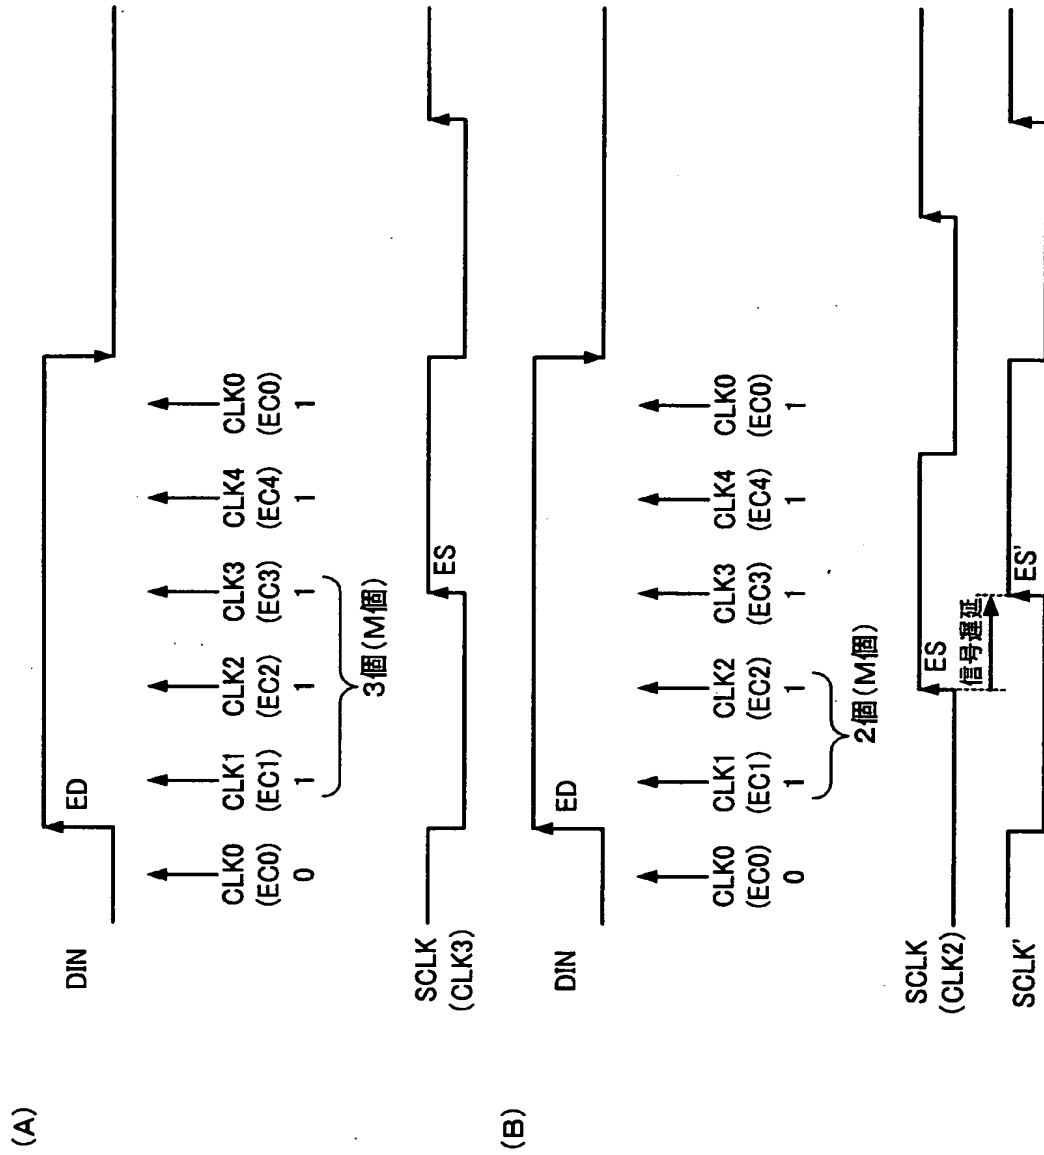 (A)
DIN
ED
CLK0 CLK1 CLK2 CLK3 CLK4 CLK0
(EC0) (EC1) (EC2) (EC3) (EC4) (EC0)
0 1 1 1 1 1
3個(M個)
SCLK
(CLK3)
ES
(B)
DIN
ED
CLK0 CLK1 CLK2 CLK3 CLK4 CLK0
(EC0) (EC1) (EC2) (EC3) (EC4) (EC0)
0 1 1 1 1 1
2個(M個)
SCLK
(CLK2)
ES
信号遅延
SCLK'
ES'